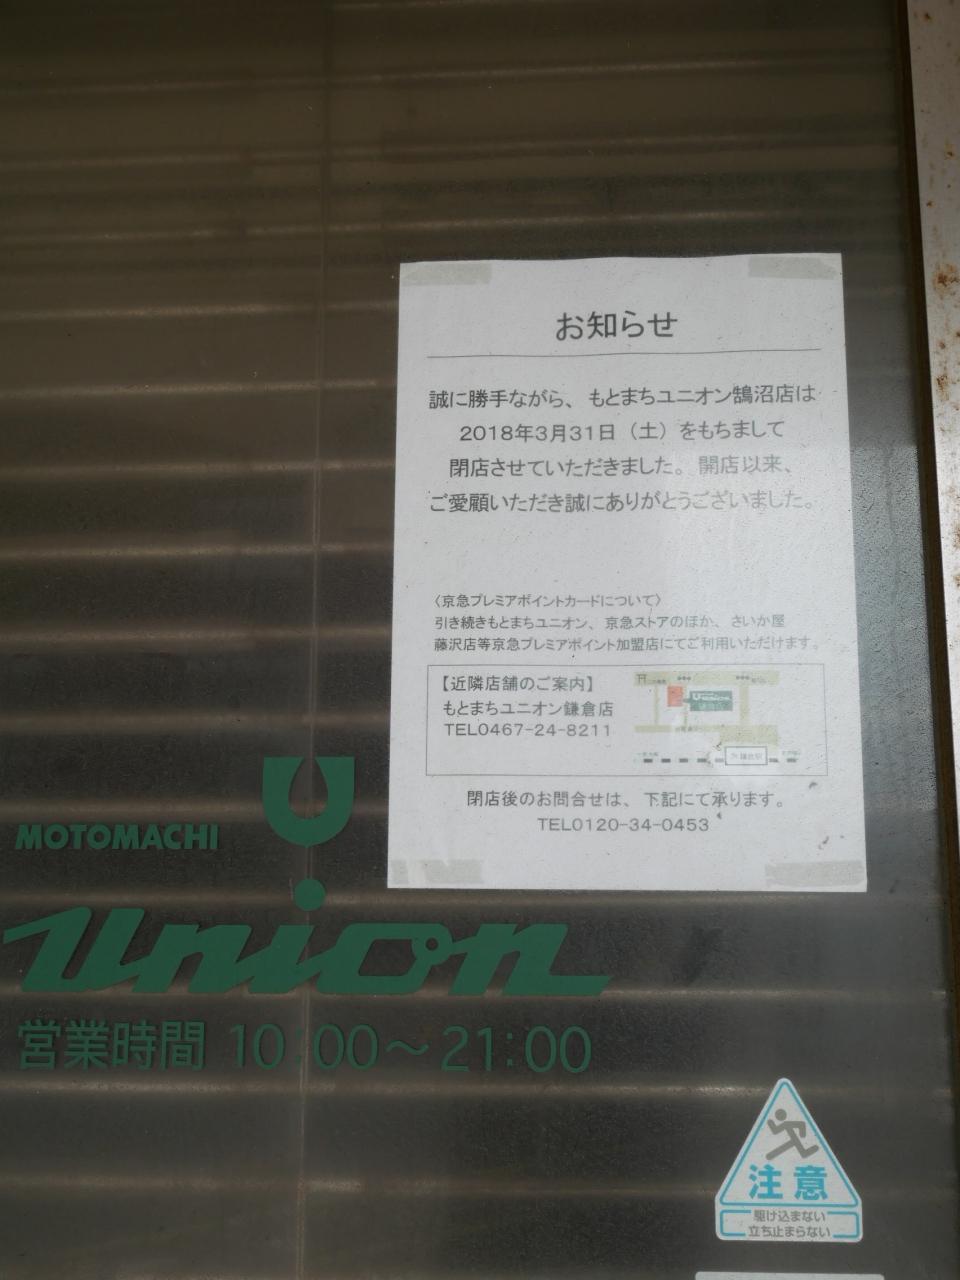 お知らせ
誠に勝手ながら、もとまちユニオン鵠沼店は
2018年3月31日（土）をもちまして
閉店させていただきました。開店以来、
ご愛顧いただき誠にありがとうございました。
〈京急プレミアポイントカードについて〉
引き続きもとまちユニオン、京急ストアのほか、さいか屋
藤沢店等京急プレミアポイント加盟店にてご利用いただけます。
【近隣店舗のご案内】
もとまちユニオン鎌倉店
TEL0467-24-8211
閉店後のお問合せは、下記にて承ります。
TEL0120-34-0453
MOTOMACHI
Union
営業時間 10:00～21:00
注意
駆け込まない
立ち止まらない